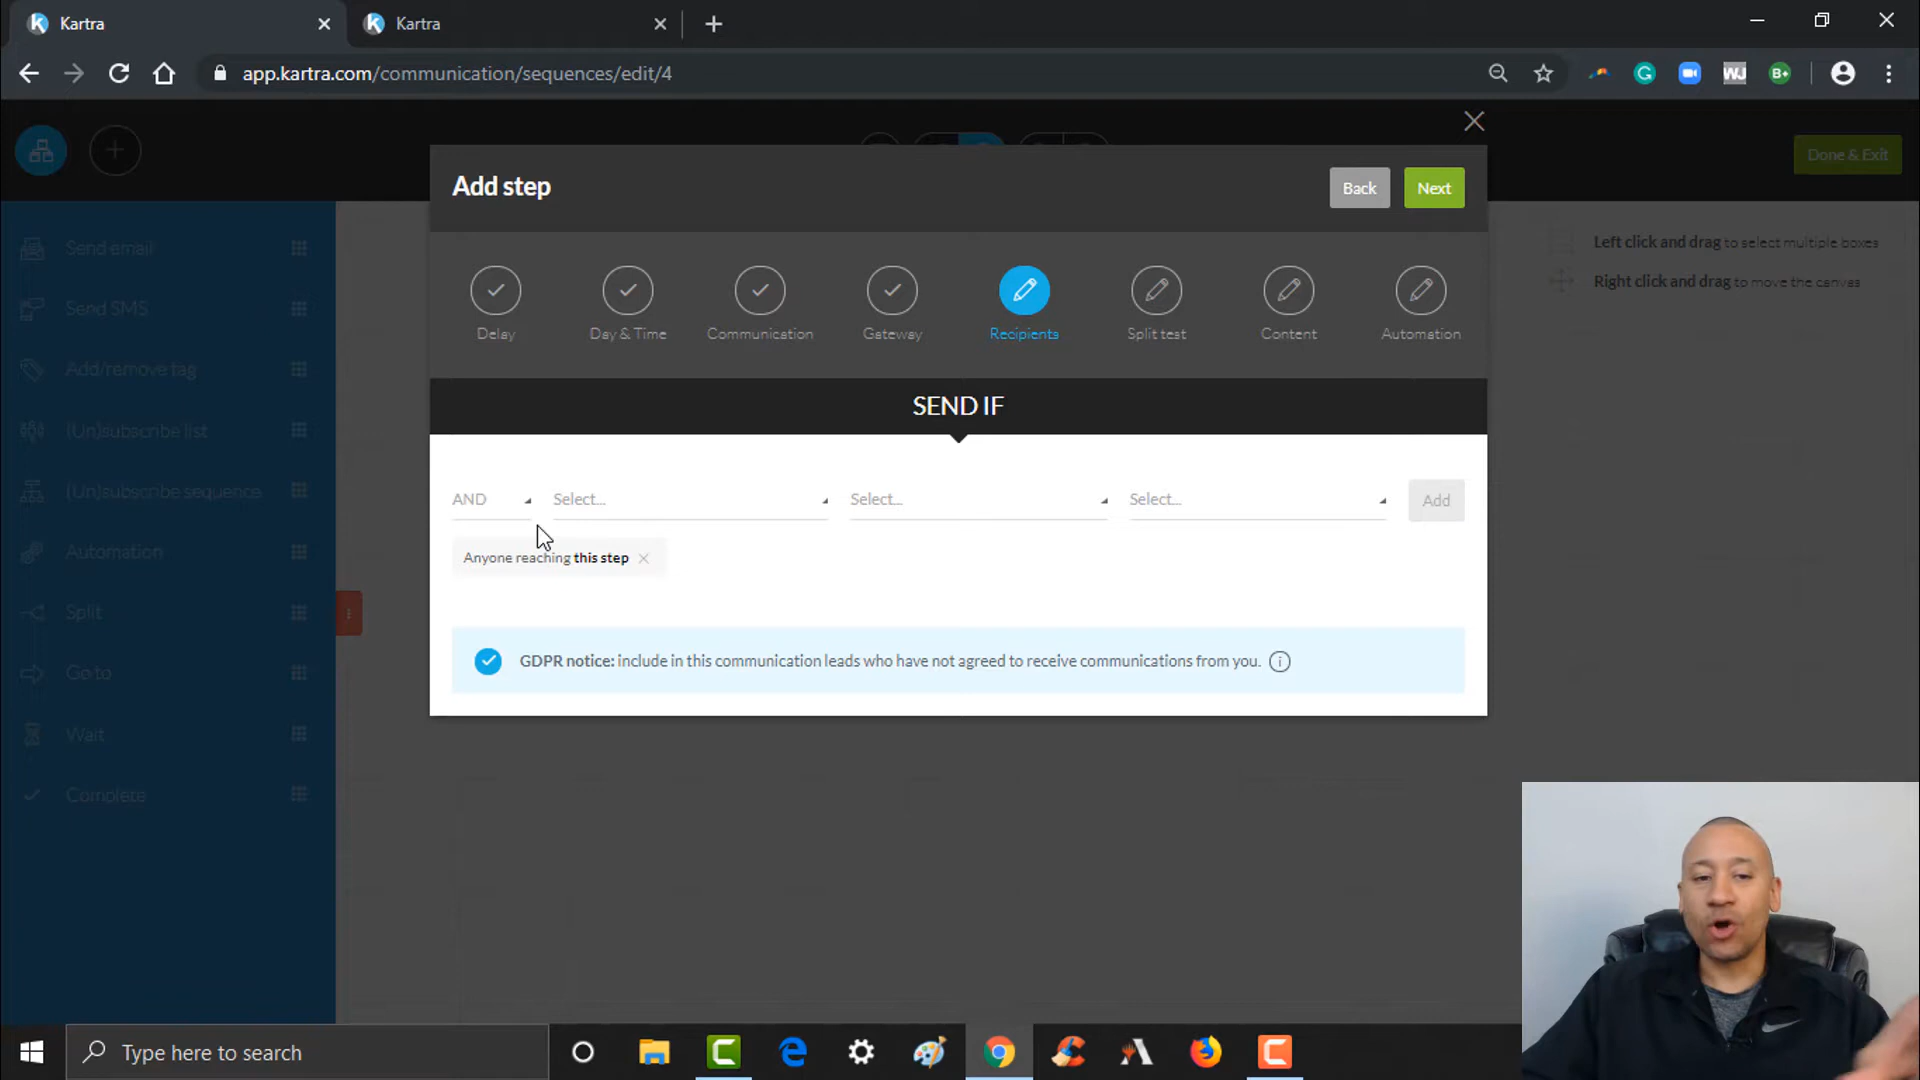 Kartra
Kartra
app.kartra.com/communication/sequences/edit/4
Done & Exit
Add step
Back
Next
Send email
Send SMS
Add/remove tag
(Un)subscribe list
(Un)subscribe sequence
Automation
Split
Go to
Wait
Complete
Left click and drag to select multiple boxes
Right click and drag to move the canvas
Delay
Day & Time
Communication
Gateway
Recipients
Split test
Content
Automation
SEND IF
AND
Select...
Select...
Select...
Add
Anyone reaching this step
GDPR notice: include in this communication leads who have not agreed to receive communications from you.
Type here to search